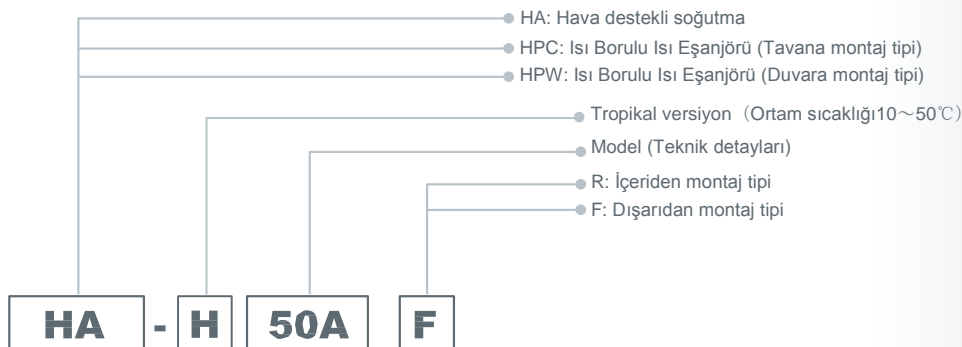 HA: Hava destekli soğutma
HPC: Isı Borulu Isı Eşanjörü (Tavana montaj tipi)
HPW: Isı Borulu Isı Eşanjörü (Duvara montaj tipi)
Tropikal versiyon（Ortam sıcaklığı10～50℃）
Model (Teknik detayları)
R: İçeriden montaj tipi
F: Dışarıdan montaj tipi
HA - H 50A F